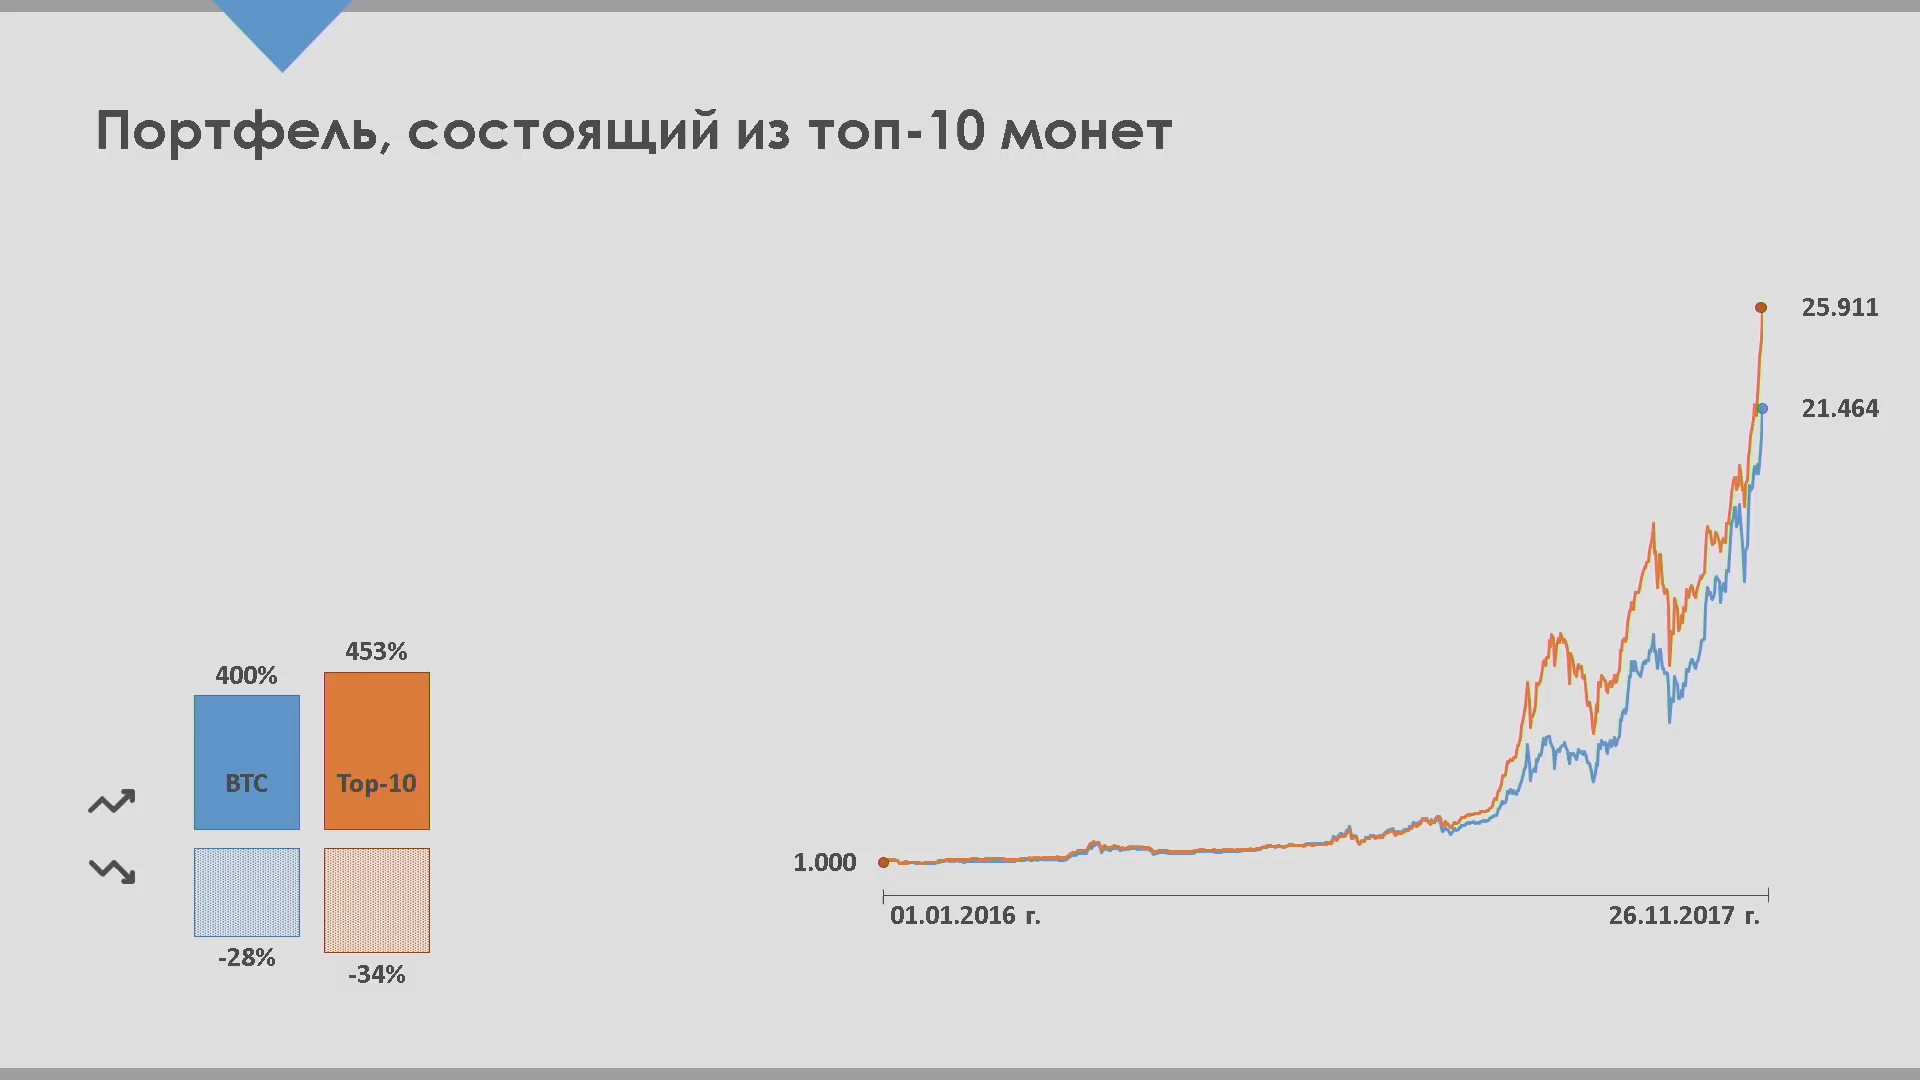 Портфель, состоящий из топ-10 монет
25.911
21.464
453%
400%
BTC
Top-10
1.000
01.01.2016 г.
26.11.2017 г.
-28%
-34%